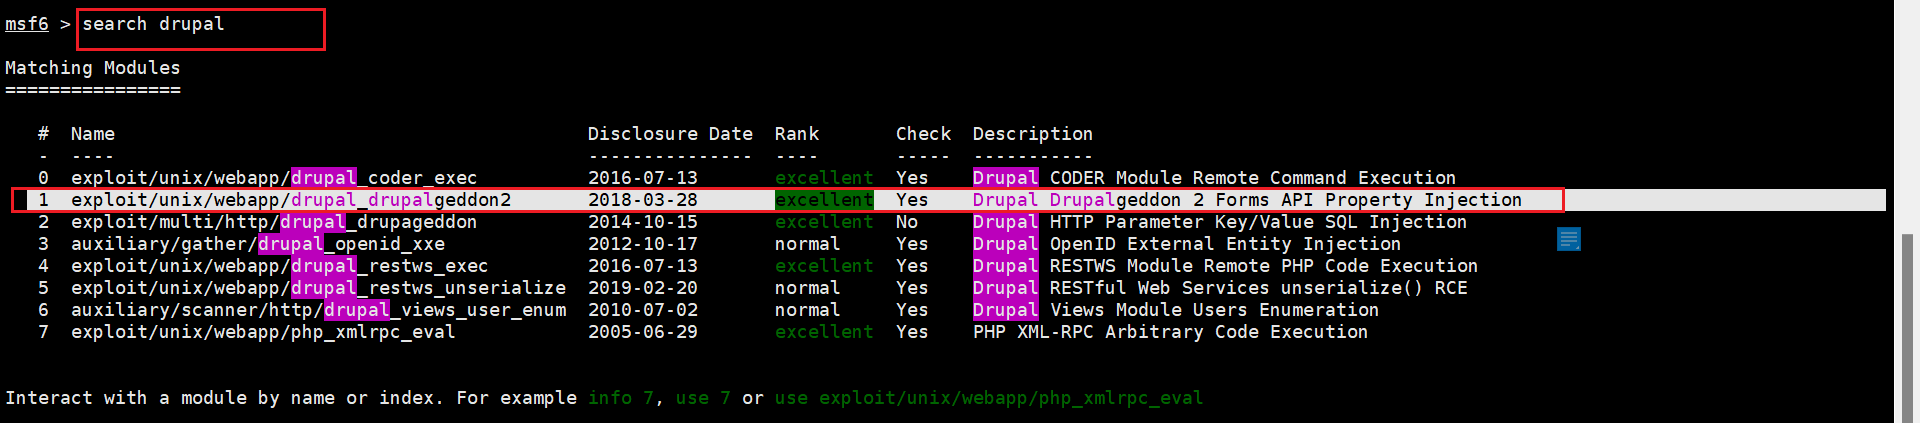 msf6 > search drupal
Matching Modules
================
#  Name                                           Disclosure Date  Rank       Check  Description
-  ----                                           ---------------  ----       -----  -----------
0  exploit/unix/webapp/drupal_coder_exec          2016-07-13       excellent  Yes    Drupal CODER Module Remote Command Execution
1  exploit/unix/webapp/drupal_drupalgeddon2       2018-03-28       excellent  Yes    Drupal Drupalgeddon 2 Forms API Property Injection
2  exploit/multi/http/drupal_drupageddon          2014-10-15       excellent  No     Drupal HTTP Parameter Key/Value SQL Injection
3  auxiliary/gather/drupal_openid_xxe             2012-10-17       normal     Yes    Drupal OpenID External Entity Injection
4  exploit/unix/webapp/drupal_restws_exec         2016-07-13       excellent  Yes    Drupal RESTWS Module Remote PHP Code Execution
5  exploit/unix/webapp/drupal_restws_unserialize  2019-02-20       normal     Yes    Drupal RESTful Web Services unserialize() RCE
6  auxiliary/scanner/http/drupal_views_user_enum  2010-07-02       normal     Yes    Drupal Views Module Users Enumeration
7  exploit/unix/webapp/php_xmlrpc_eval            2005-06-29       excellent  Yes    PHP XML-RPC Arbitrary Code Execution
Interact with a module by name or index. For example info 7, use 7 or use exploit/unix/webapp/php_xmlrpc_eval